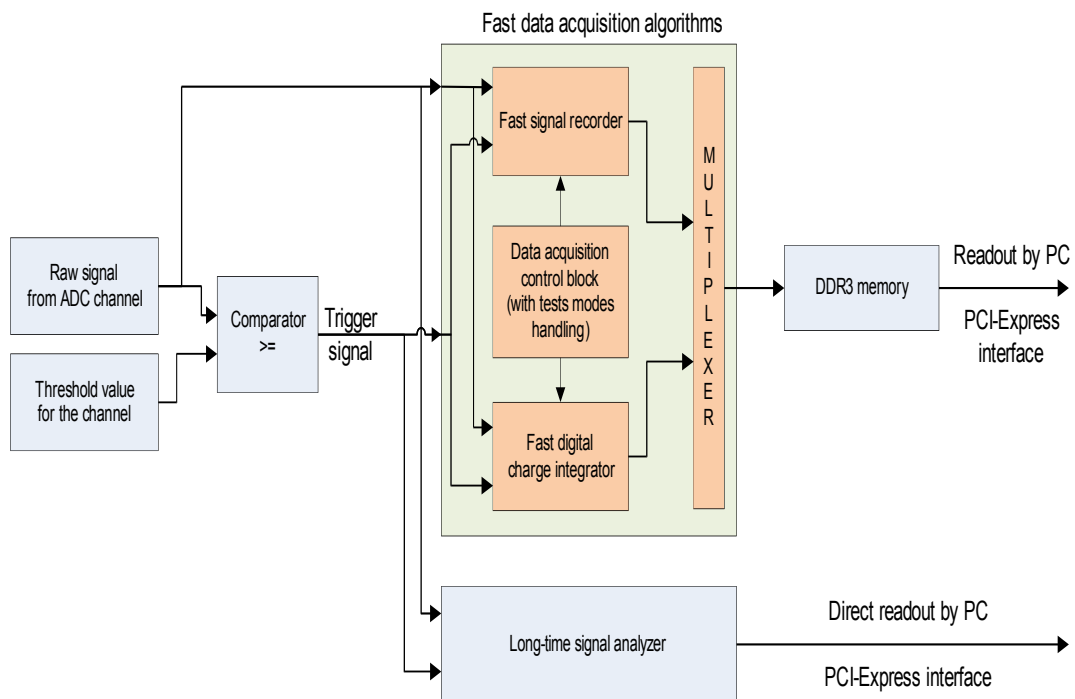 Fast data acquisition algorithms
Fast signal recorder
MULTIPLEXER
Raw signal
from ADC channel
Comparator
>=
Trigger
signal
Data acquisition
control block
(with tests modes
handling)
DDR3 memory
Readout by PC
PCI-Express
interface
Threshold value
for the channel
Fast digital
charge integrator
Long-time signal analyzer
Direct readout by PC
PCI-Express interface